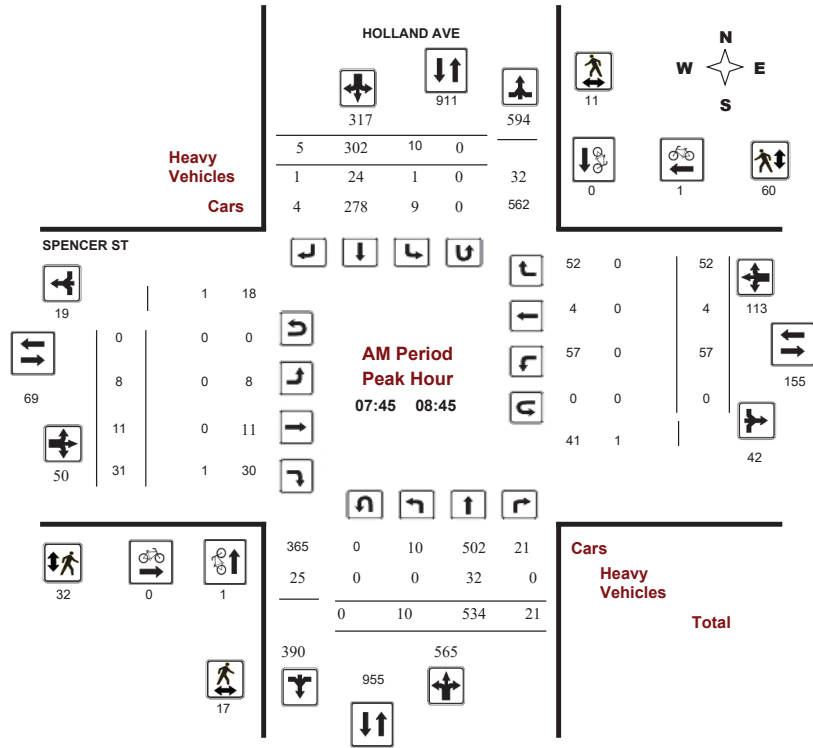 HOLLAND AVE
N
W E
S
911
11
317
594
5 302 10 0
Heavy
Vehicles
1 24 1 0 32
Cars
4 278 9 0 562
0
1
60
SPENCER ST
52 0 52
19
1 18
4 0 4
113
0 0 0
57 0 57
AM Period
Peak Hour
07:45 08:45
69
8 0 8
155
0 0 0
11 0 11
41 1
42
50
31 1 30
365 0 10 502 21
Cars
25 0 0 32 0
Heavy
Vehicles
32
0
1
0 10 534 21
Total
390
565
955
17